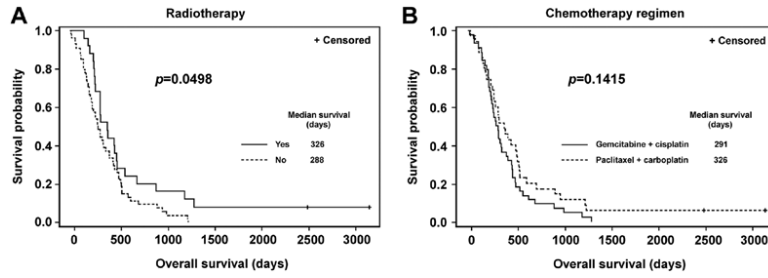 A
Radiotherapy
+ Censored
p=0.0498
Median survival
(days)
Yes 326
No 288
Survival probability
1.0
0.8
0.6
0.4
0.2
0.0
0 500 1000 1500 2000 2500 3000
Overall survival (days)
B
Chemotherapy regimen
+ Censored
p=0.1415
Median survival
(days)
Gemcitabine + cisplatin 291
Paclitaxel + carboplatin 326
Survival probability
1.0
0.8
0.6
0.4
0.2
0.0
0 500 1000 1500 2000 2500 3000
Overall survival (days)